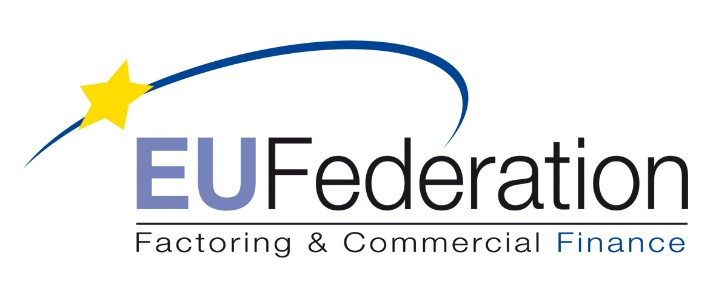 EUFederation
Factoring & Commercial Finance